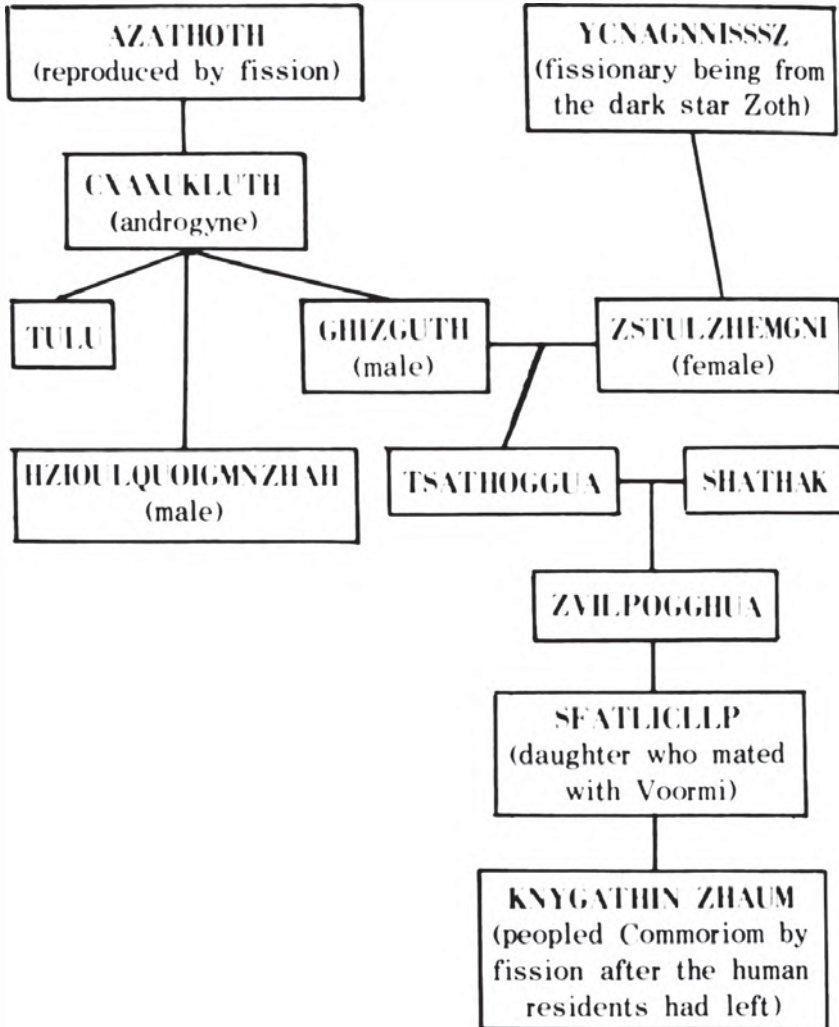 AZATHOTH
(reproduced by fission)
YCNAGNNISSSZ
(fissionary being from
the dark star Zoth)
CXAXUKLUTH
(androgyne)
TULU
GHIZGUTH
(male)
ZSTULZHEMGNI
(female)
HZIOULQUOIGMNZHAH
(male)
TSATHOGGUA
SHATHAK
ZVILPOGGHUA
SFATLICLLP
(daughter who mated
with Voormi)
KNYGATHIN ZHAUM
(peopled Commoriom by
fission after the human
residents had left)